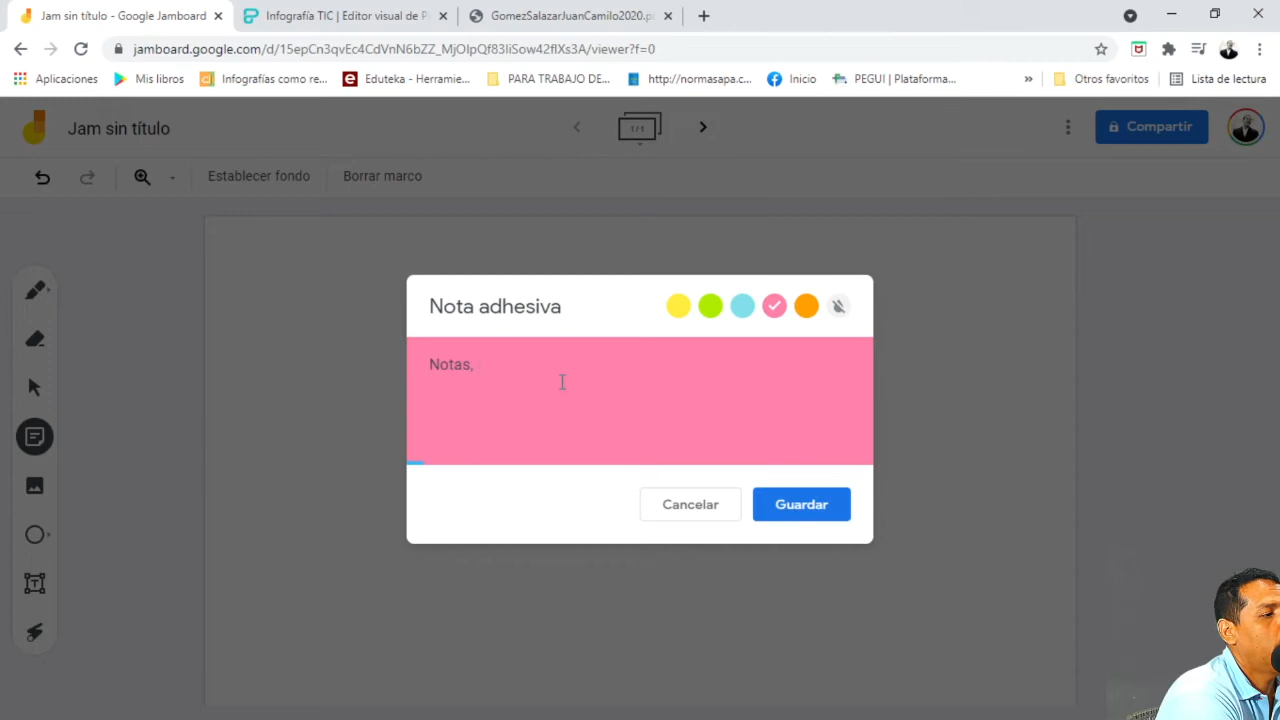 Jam sin título - Google Jamboard
Infografía TIC | Editor visual de P
GomezSalazarJuanCamilo2020.p
jamboard.google.com/d/15epCn3qvEc4CdVnN6bZZ_MjOlpQf83IiSow42flXs3A/viewer?f=0
Aplicaciones
Mis libros
Infografías como re...
Eduteka - Herramie...
PARA TRABAJO DE...
http://normasapa.c...
Inicio
PEGUI | Plataforma...
»
Otros favoritos
Lista de lectura
Jam sin título
1/1
Compartir
Establecer fondo
Borrar marco
Nota adhesiva
Notas,
Cancelar
Guardar